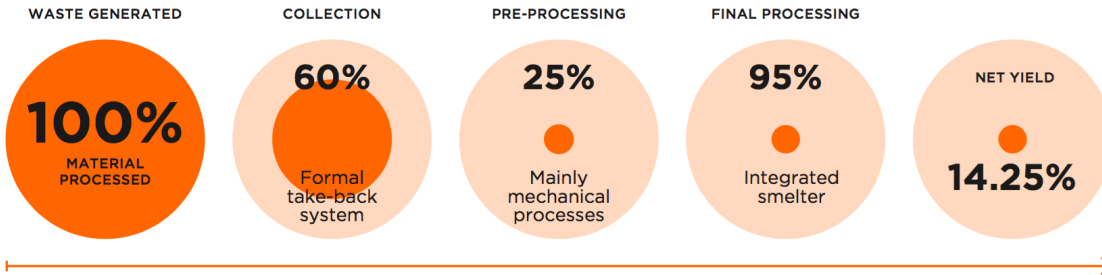 WASTE GENERATED
COLLECTION
PRE-PROCESSING
FINAL PROCESSING
100%
MATERIAL
PROCESSED
60%
Formal
take-back
system
25%
Mainly
mechanical
processes
95%
Integrated
smelter
NET YIELD
14.25%